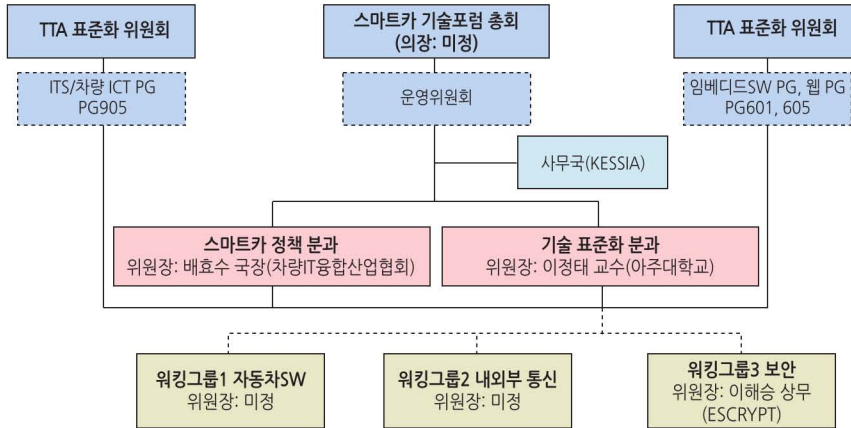 TTA 표준화 위원회
ITS/차량 ICT PG
PG905
스마트카 기술포럼 총회
(의장: 미정)
운영위원회
TTA 표준화 위원회
임베디드SW PG, 웹 PG
PG601, 605
사무국(KESSIA)
스마트카 정책 분과
위원장: 배효수 국장(차량IT융합산업협회)
기술 표준화 분과
위원장: 이정태 교수(아주대학교)
워킹그룹1 자동차SW
위원장: 미정
워킹그룹2 내외부 통신
위원장: 미정
워킹그룹3 보안
위원장: 이해승 상무
(ESCRYPT)